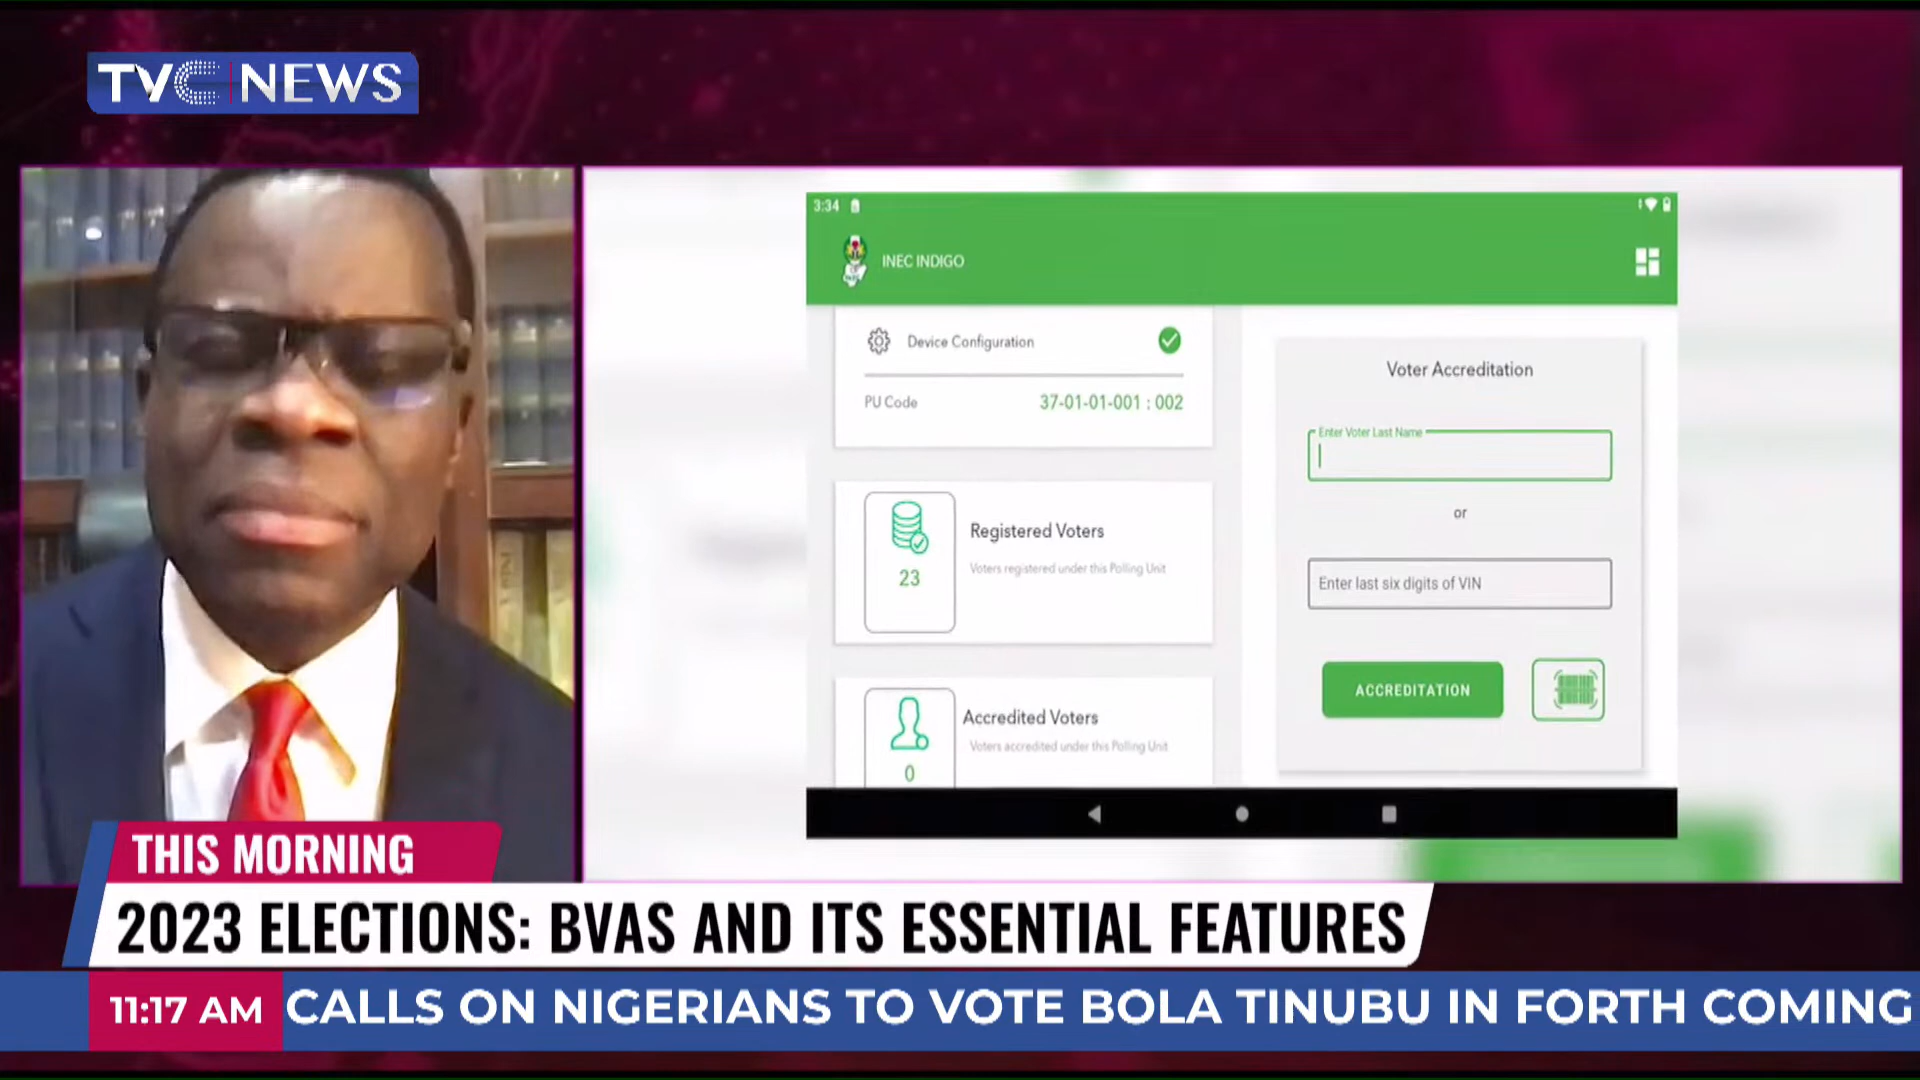 TVC NEWS
3:34
INEC INDIGO
Device Configuration
PU Code 37-01-01-001 : 002
Registered Voters
Voters registered under this Polling Unit
23
Accredited Voters
Voters accredited under this Polling Unit
0
Voter Accreditation
Enter Voter Last Name
or
Enter last six digits of VIN
ACCREDITATION
THIS MORNING
2023 ELECTIONS: BVAS AND ITS ESSENTIAL FEATURES
11:17 AM CALLS ON NIGERIANS TO VOTE BOLA TINUBU IN FORTH COMING